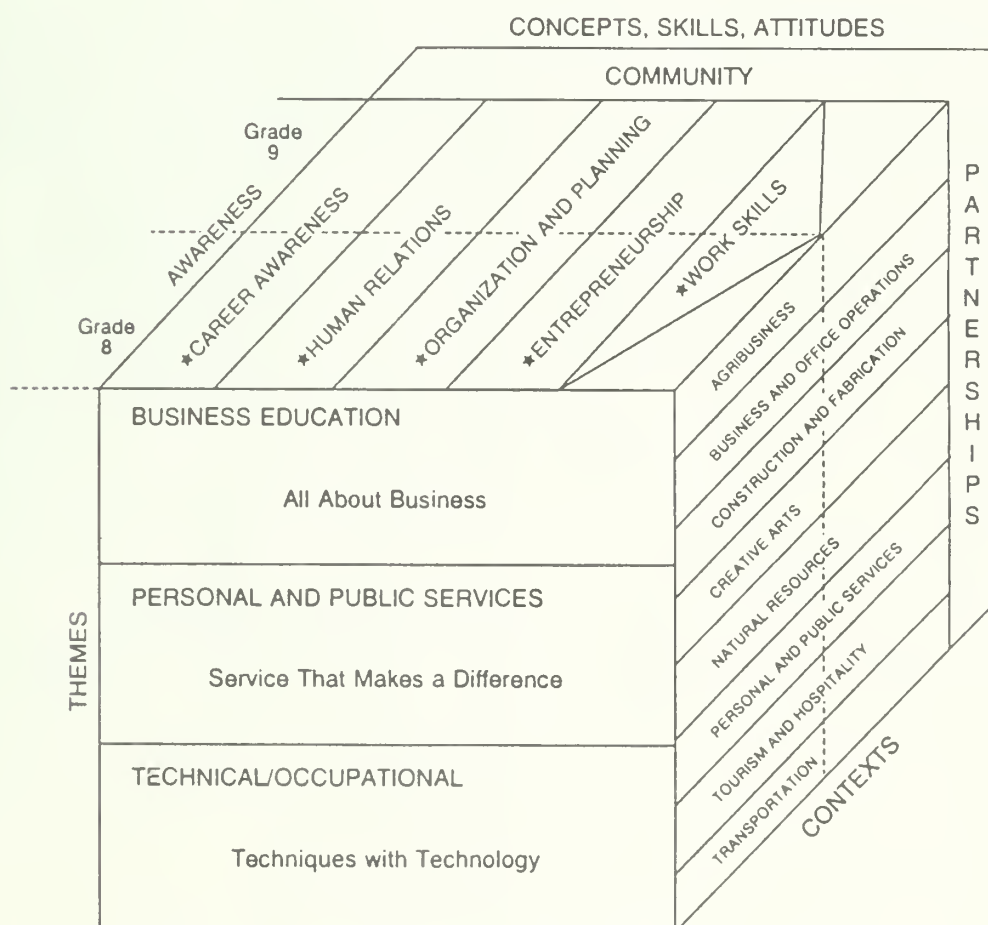 CONCEPTS, SKILLS, ATTITUDES
COMMUNITY
Grade
9
Grade
8
AWARENESS
★CAREER AWARENESS
★HUMAN RELATIONS
★ORGANIZATION AND PLANNING
★ENTREPRENEURSHIP
★WORK SKILLS
PARTNERSHIPS
THEMES
BUSINESS EDUCATION
All About Business
PERSONAL AND PUBLIC SERVICES
Service That Makes a Difference
TECHNICAL/OCCUPATIONAL
Techniques with Technology
AGRIBUSINESS
BUSINESS AND OFFICE OPERATIONS
CONSTRUCTION AND FABRICATION
CREATIVE ARTS
NATURAL RESOURCES
PERSONAL AND PUBLIC SERVICES
TOURISM AND HOSPITALITY
TRANSPORTATION
CONTEXTS